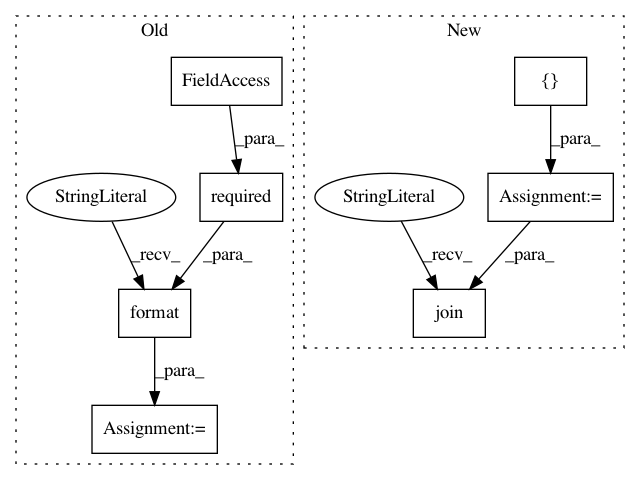 Old
New
FieldAccess
{}
_para_
_para_
StringLiteral
required
StringLiteral
Assignment:=
_recv_
_para_
_recv_
_para_
format
join
_para_
Assignment:=